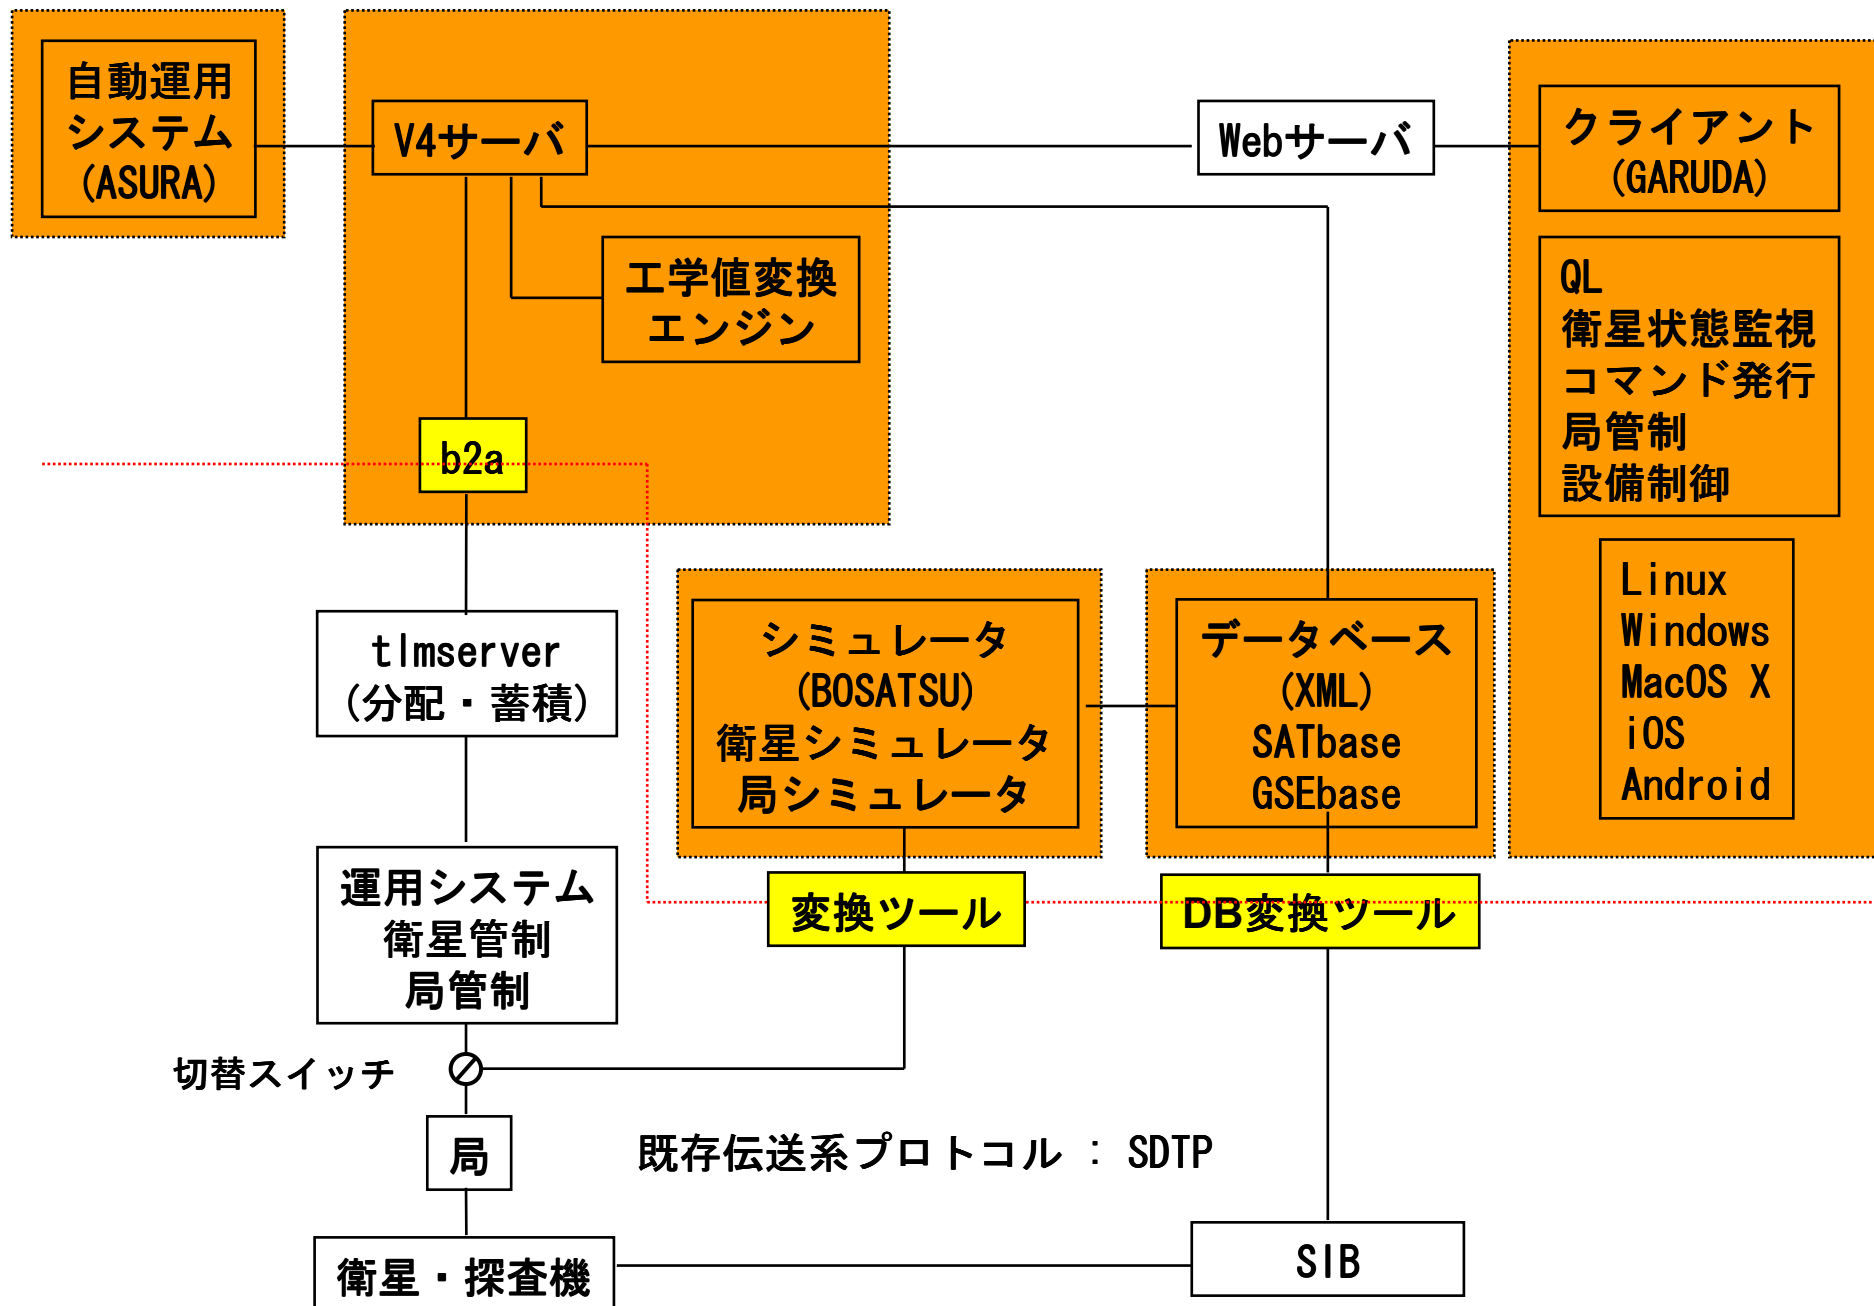 自動運用
システム
(ASURA)
V4サーバ
Webサーバ
クライアント
(GARUDA)
工学値変換
エンジン
QL
衛星状態監視
コマンド発行
局管制
設備制御
b2a
Linux
Windows
MacOS X
iOS
Android
tlmserver
(分配・蓄積)
シミュレータ
(BOSATSU)
衛星シミュレータ
局シミュレータ
データベース
(XML)
SATbase
GSEbase
運用システム
衛星管制
局管制
変換ツール
DB変換ツール
切替スイッチ
局
既存伝送系プロトコル : SDTP
衛星・探査機
SIB